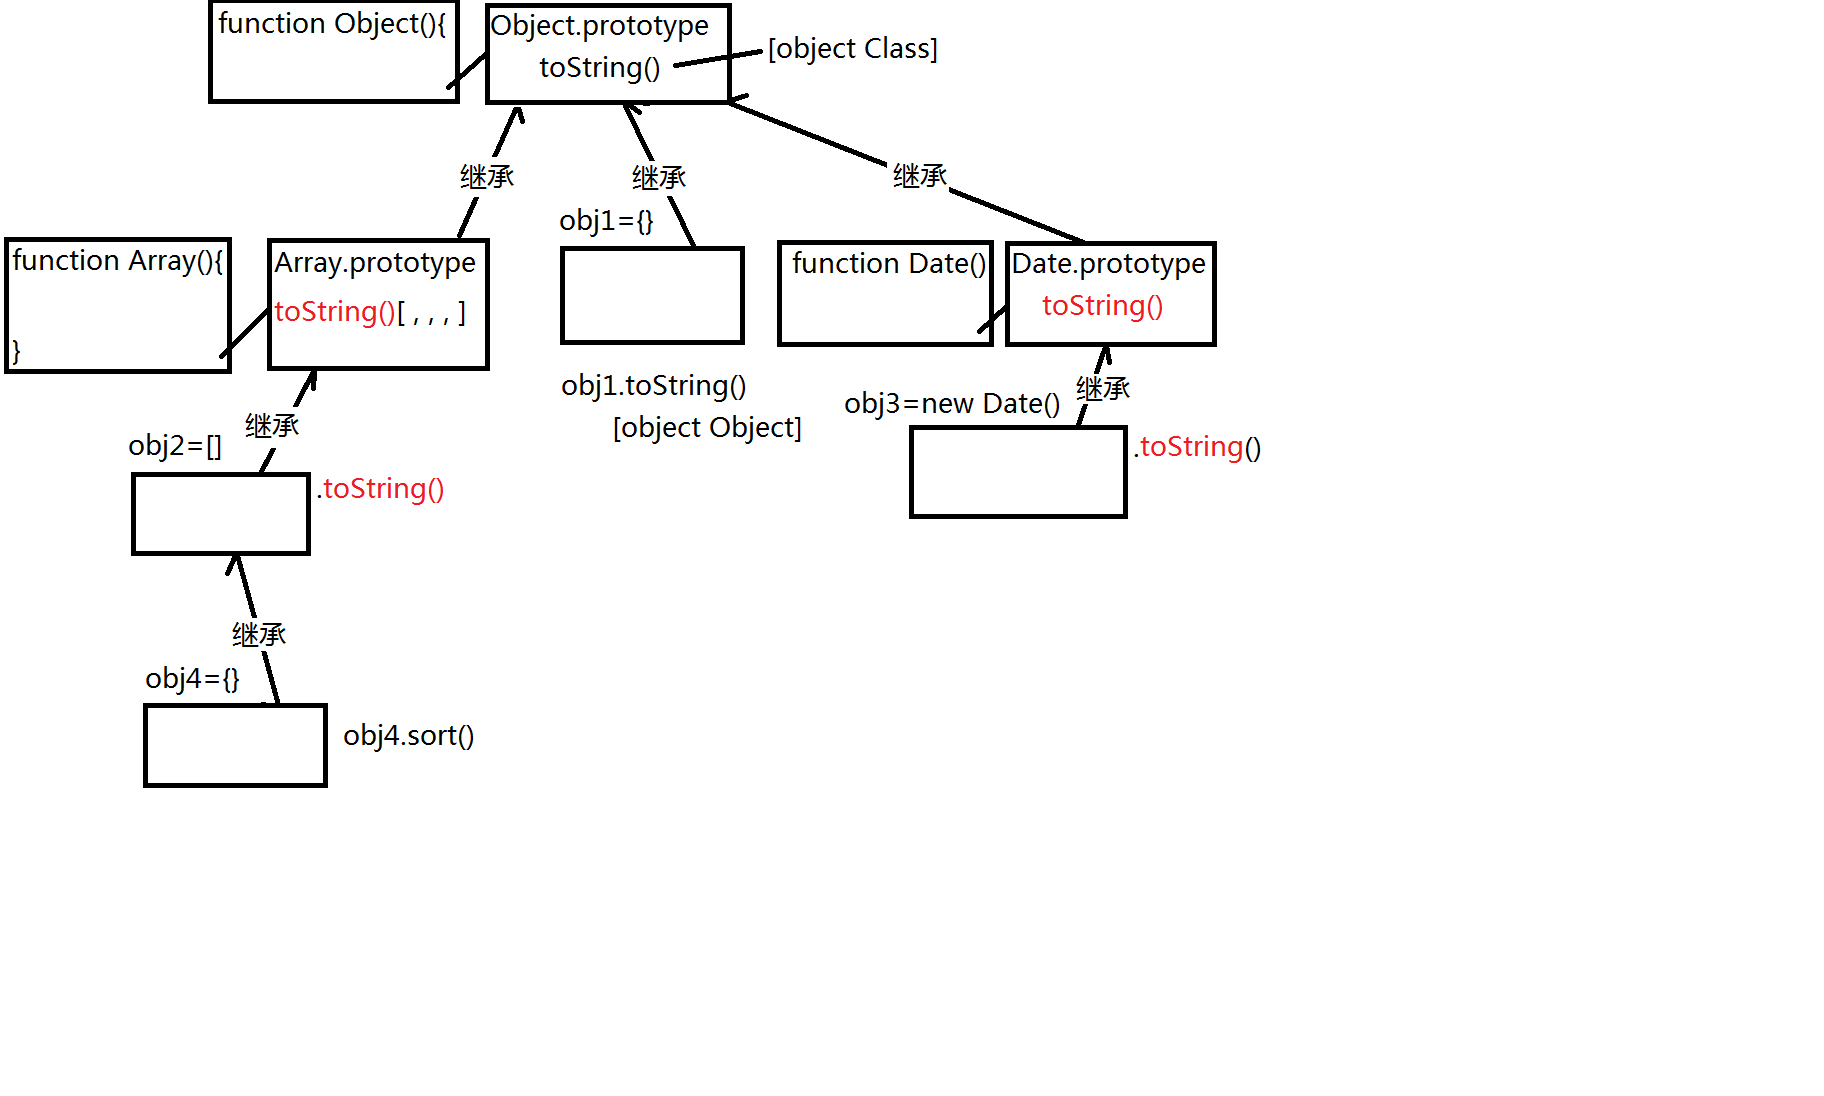 function Object(){
Object.prototype
toString()
[object Class]
继承
继承
继承
obj1={}
function Array(){
}
Array.prototype
toString()[ , , , ]
function Date()
Date.prototype
toString()
obj1.toString()
[object Object]
继承
obj3=new Date()
.toString()
继承
obj2=[]
.toString()
继承
obj4={}
obj4.sort()